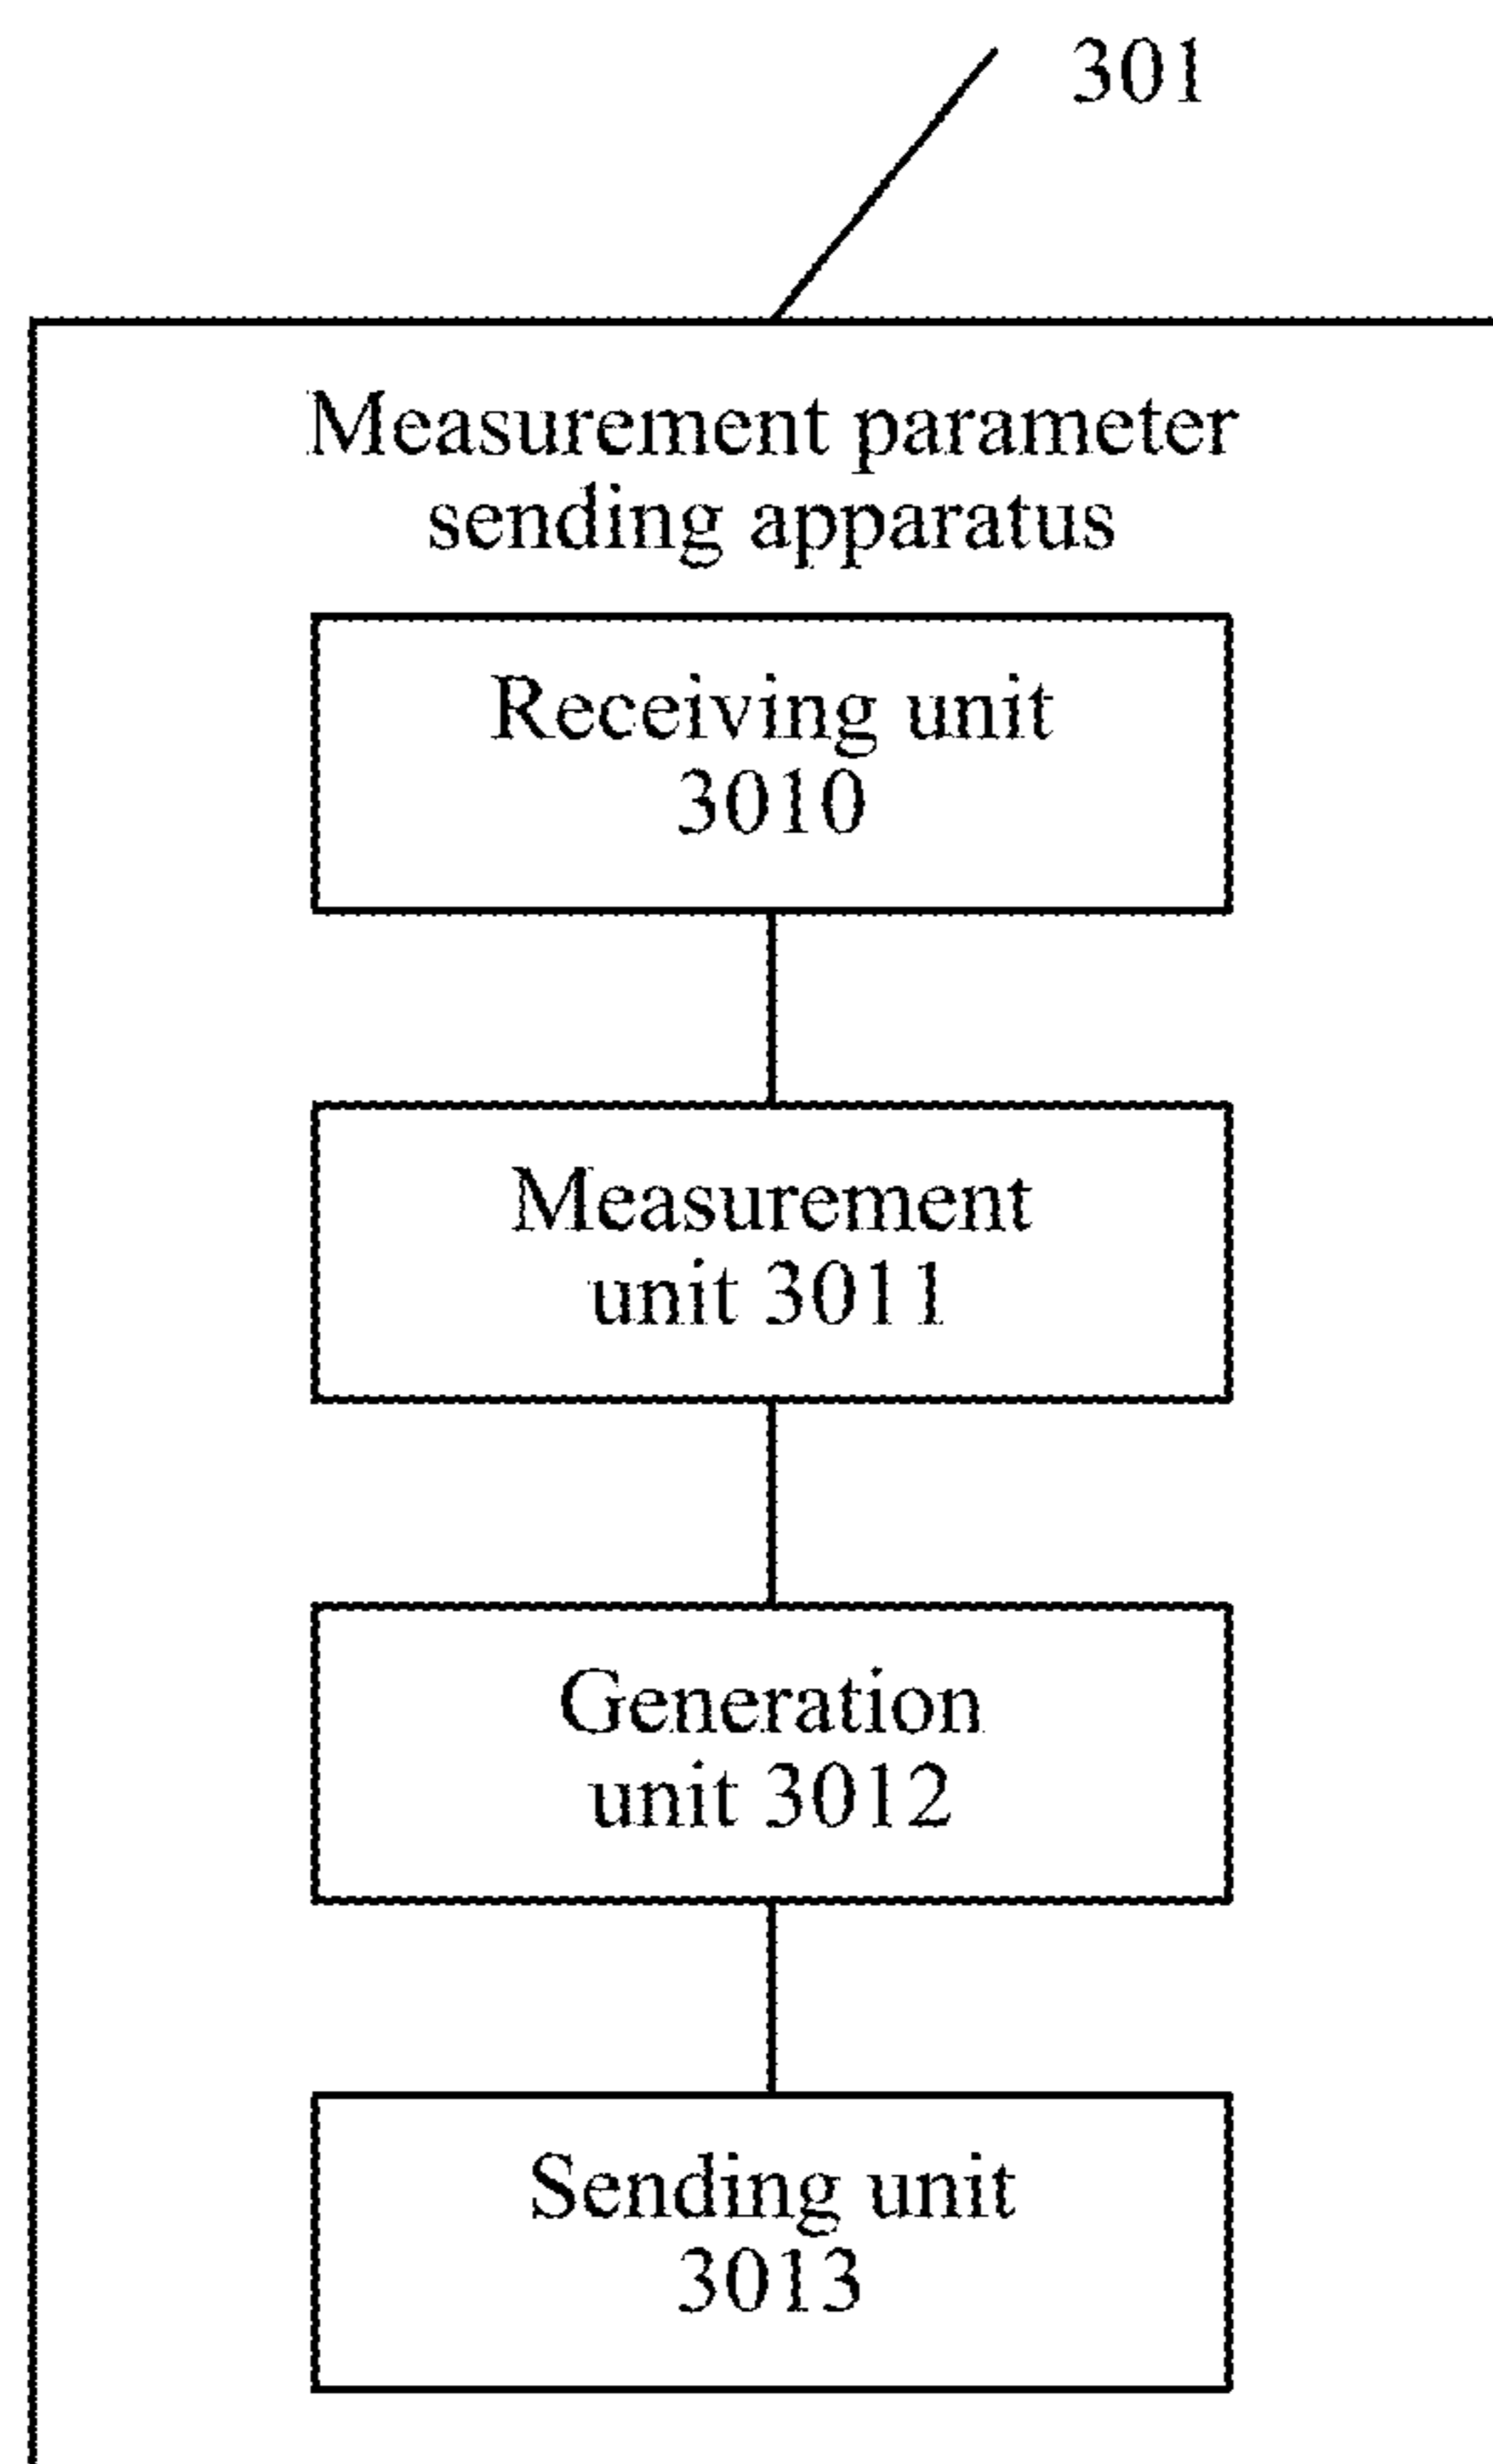 301
Measurement parameter
sending apparatus
Receiving unit
3010
Measurement
unit 3011
Generation
unit 3012
Sending unit
3013